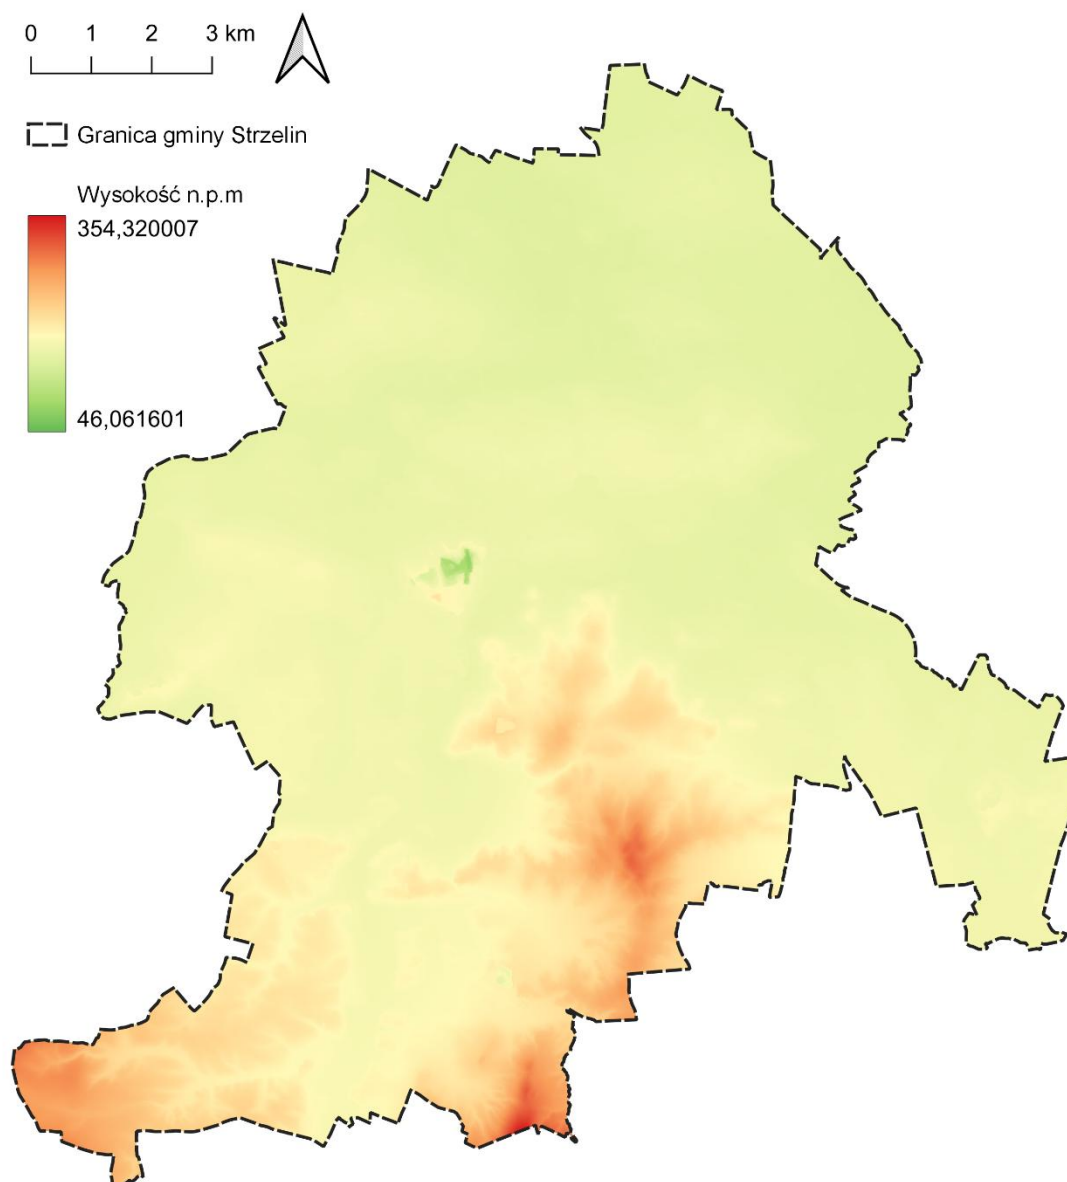 0 1 2 3 km
Granica gminy Strzelin
Wysokość n.p.m
354,320007
46,061601